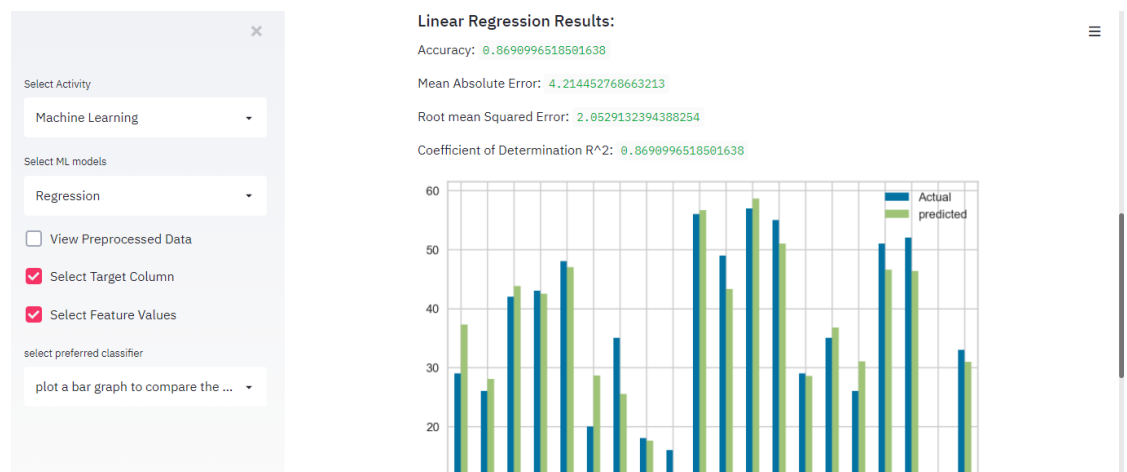 ×
Select Activity
Machine Learning
Select ML models
Regression
View Preprocessed Data
Select Target Column
Select Feature Values
select preferred classifier
plot a bar graph to compare the ...
Linear Regression Results:
Accuracy: 0.8690996518501638
Mean Absolute Error: 4.214452768663213
Root mean Squared Error: 2.0529132394388254
Coefficient of Determination R^2: 0.8690996518501638
60
50
40
30
20
Actual
predicted